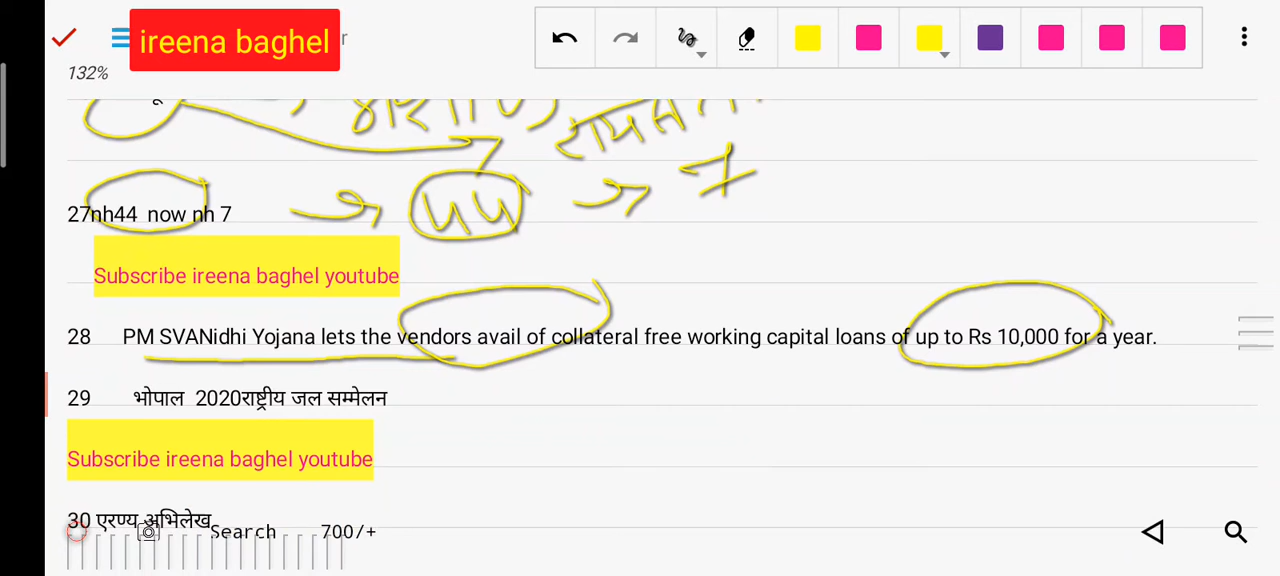 ireena baghel r
132%
27nh44 now nh 7 44 7
Subscribe ireena baghel youtube
28 PM SVANidhi Yojana lets the vendors avail of collateral free working capital loans of up to Rs 10,000 for a year.
29 भोपाल 2020राष्ट्रीय जल सम्मेलन
Subscribe ireena baghel youtube
30 एरण्य अभिलेख
Search 700/+